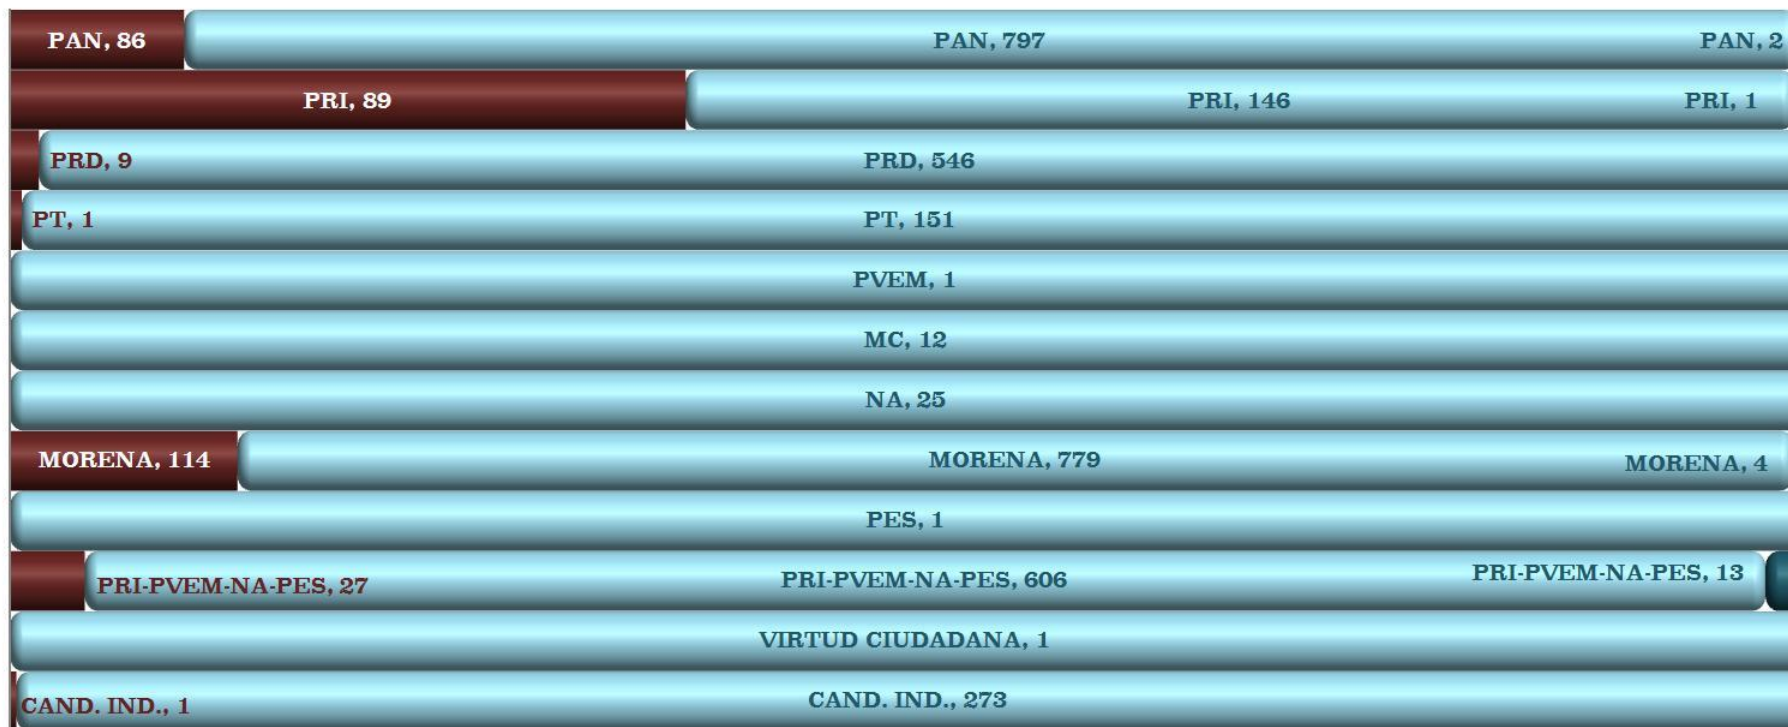 PAN, 86 PAN, 797 PAN, 2
PRI, 89 PRI, 146 PRI, 1
PRD, 9 PRD, 546
PT, 1 PT, 151
PVEM, 1
MC, 12
NA, 25
MORENA, 114 MORENA, 779 MORENA, 4
PES, 1
PRI-PVEM-NA-PES, 27 PRI-PVEM-NA-PES, 606 PRI-PVEM-NA-PES, 13
VIRTUD CIUDADANA, 1
CAND. IND., 1 CAND. IND., 273